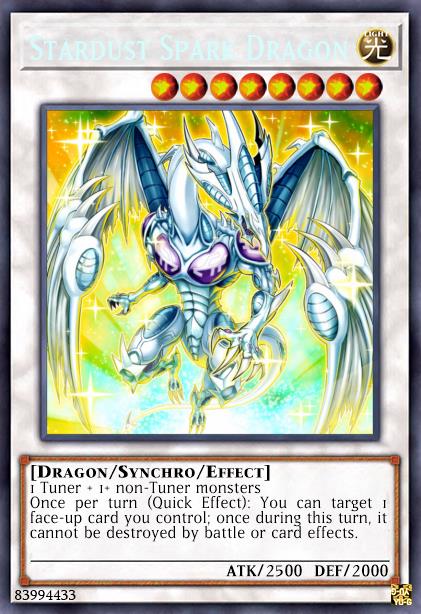 Stardust Spark Dragon
LIGHT
光
[Dragon/Synchro/Effect]
1 Tuner + 1+ non-Tuner monsters
Once per turn (Quick Effect): You can target 1
face-up card you control; once during this turn, it
cannot be destroyed by battle or card effects.
ATK/2500 DEF/2000
83994433